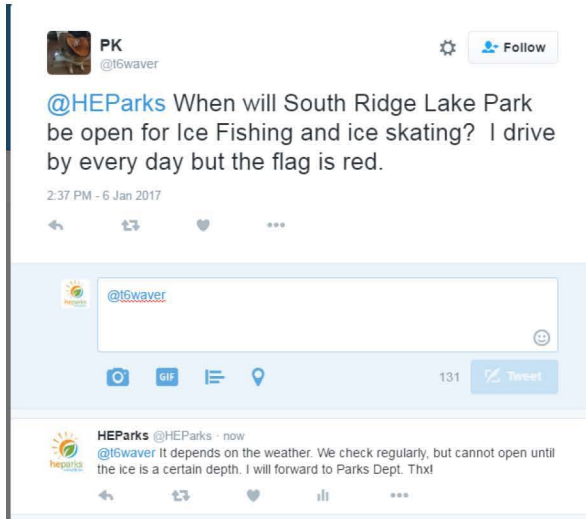 PK
@t6waver
Follow
@HEParks When will South Ridge Lake Park
be open for Ice Fishing and ice skating? I drive
by every day but the flag is red.
2:37 PM - 6 Jan 2017
heparks
@t6waver
GIF
131
Tweet
HEParks @HEParks · now
@t6waver It depends on the weather. We check regularly, but cannot open until
the ice is a certain depth. I will forward to Parks Dept. Thx!
heparks